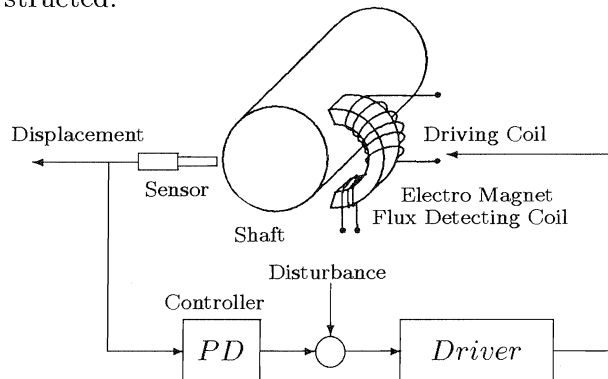 structed.
Displacement
Driving Coil
Sensor
Electro Magnet
Flux Detecting Coil
Shaft
Disturbance
Controller
PD
Driver